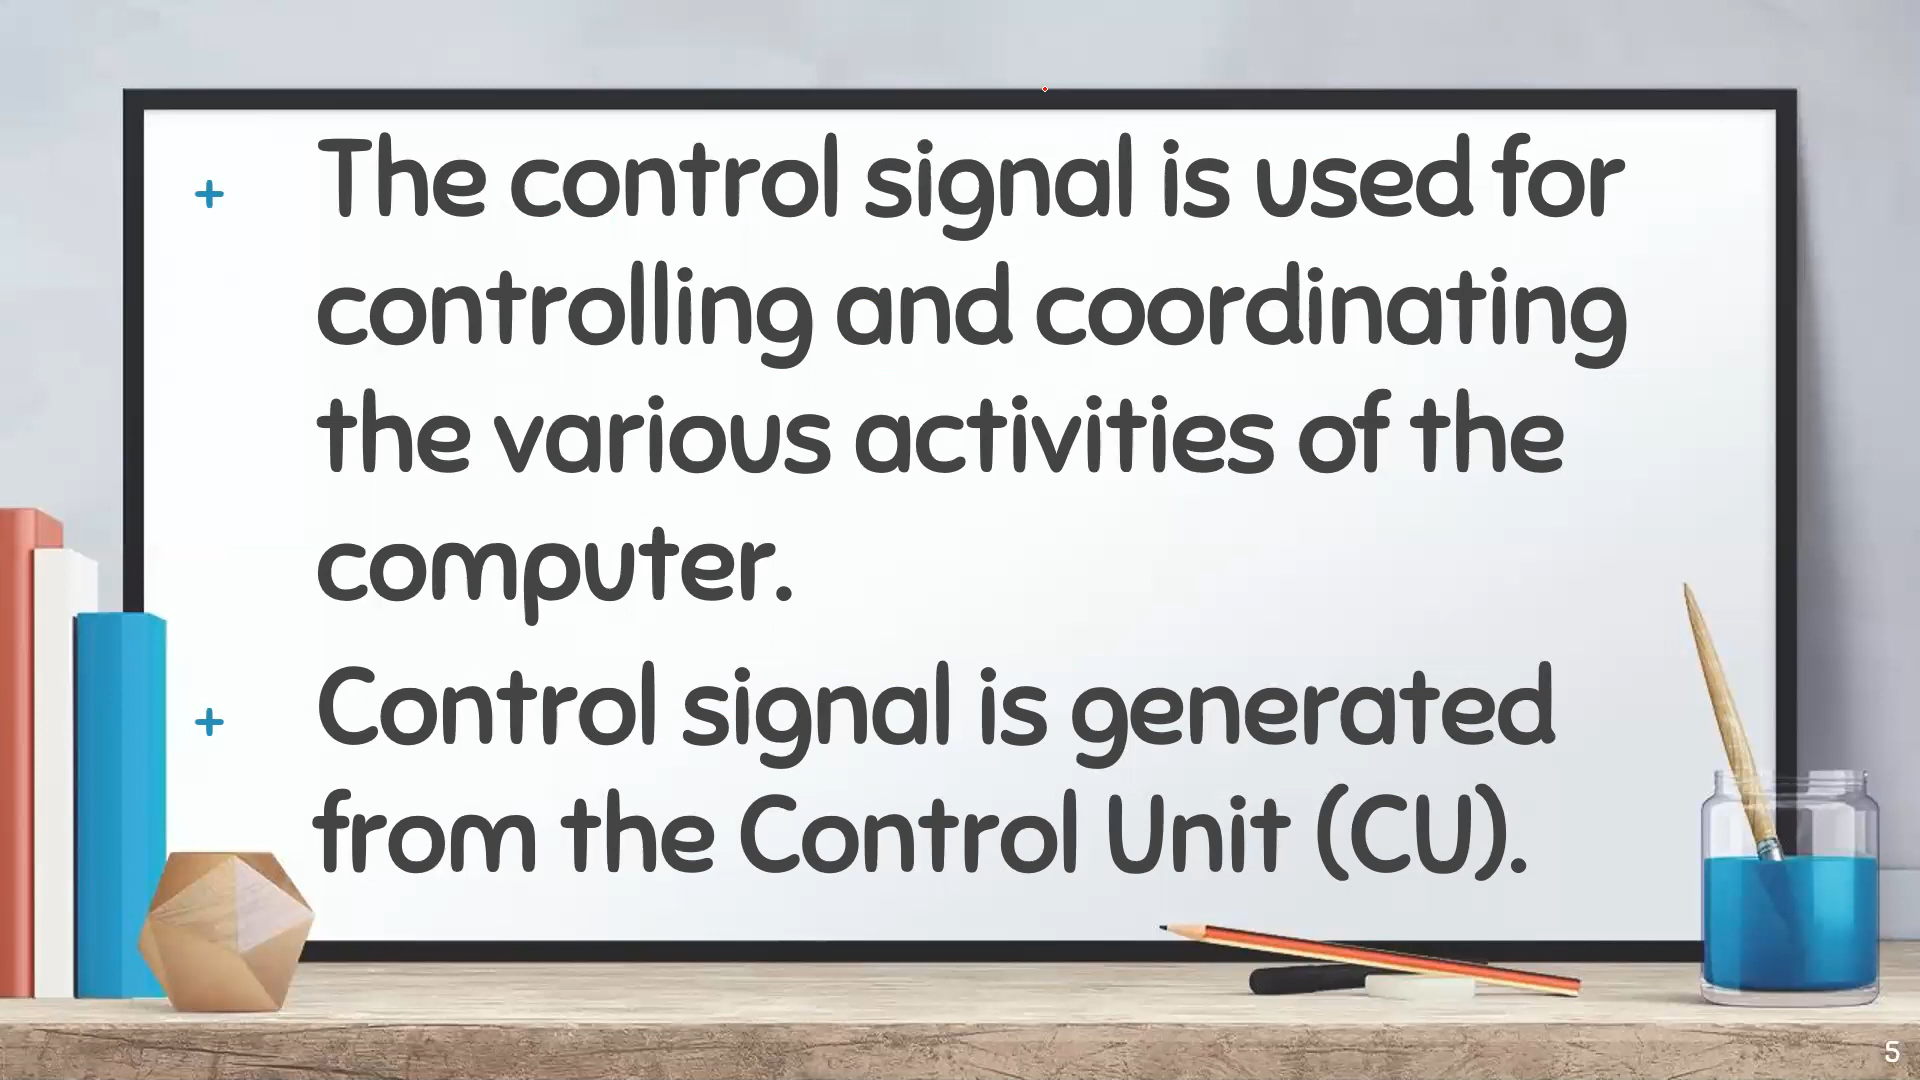 + The control signal is used for
controlling and coordinating
the various activities of the
computer.
+ Control signal is generated
from the Control Unit (CU).
5